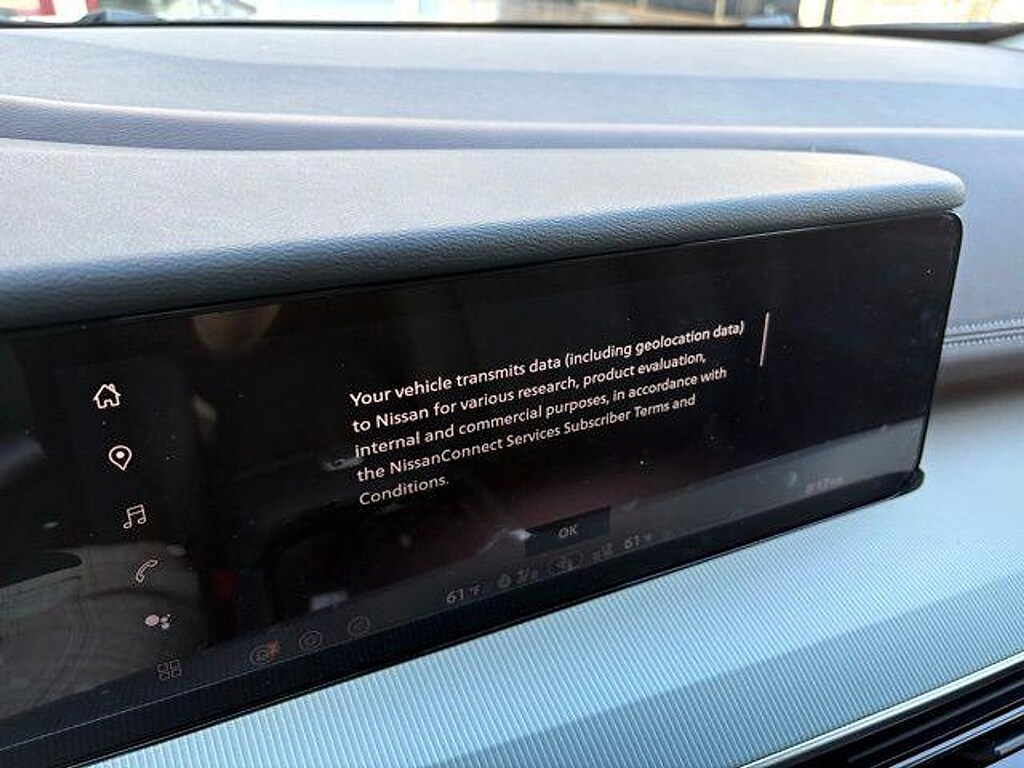 Your vehicle transmits data (including geolocation data)
to Nissan for various research, product evaluation,
internal and commercial purposes, in accordance with
the NissanConnect Services Subscriber Terms and
Conditions.
OK
61 °F
61 °F